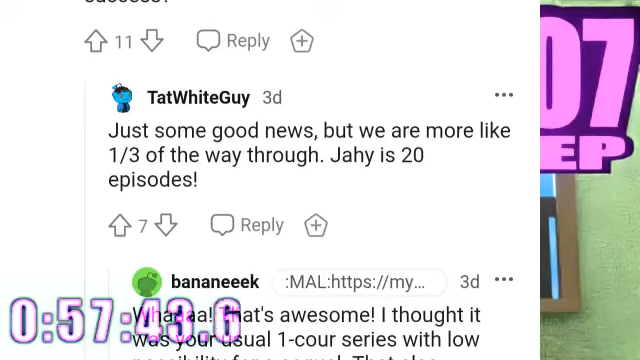 11 Reply
TatWhiteGuy 3d
Just some good news, but we are more like
1/3 of the way through. Jahy is 20
episodes!
7 Reply
bananeeek :MAL:https://my... 3d
That's awesome! I thought it
was your usual 1-cour series with low
07
EP
0:57:43.6